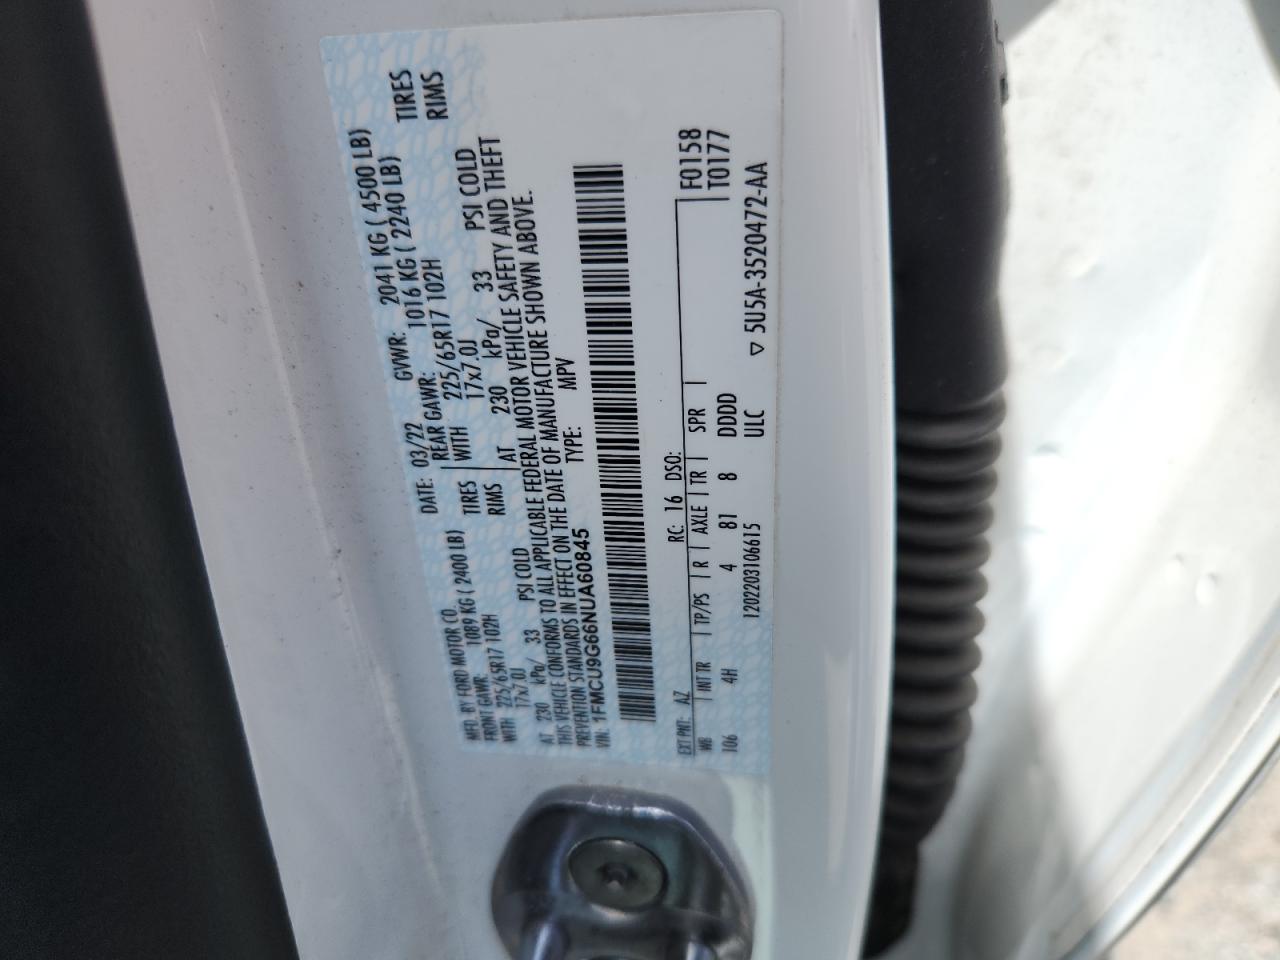 MFD. BY FORD MOTOR CO.
DATE: 03/22 GVWR: 2041 KG ( 4500 LB)
FRONT GAWR: 1089 KG ( 2400 LB) REAR GAWR: 1016 KG ( 2240 LB)
WITH 225/65R17 102H TIRES WITH 225/65R17 102H TIRES
17x7.0J RIMS 17x7.0J RIMS
AT 230 kPa/ 33 PSI COLD AT 230 kPa/ 33 PSI COLD
THIS VEHICLE CONFORMS TO ALL APPLICABLE FEDERAL MOTOR VEHICLE SAFETY AND THEFT
PREVENTION STANDARDS IN EFFECT ON THE DATE OF MANUFACTURE SHOWN ABOVE.
VIN: 1FMCU9G66NUA60845 TYPE: MPV
EXT PNT: AZ RC: 16 DSO: F0158
WB INT TR TP/PS R AXLE TR SPR T0177
106 4H 4 81 8 DDDD
1202203106615 ULC ▽ 5U5A-3520472-AA